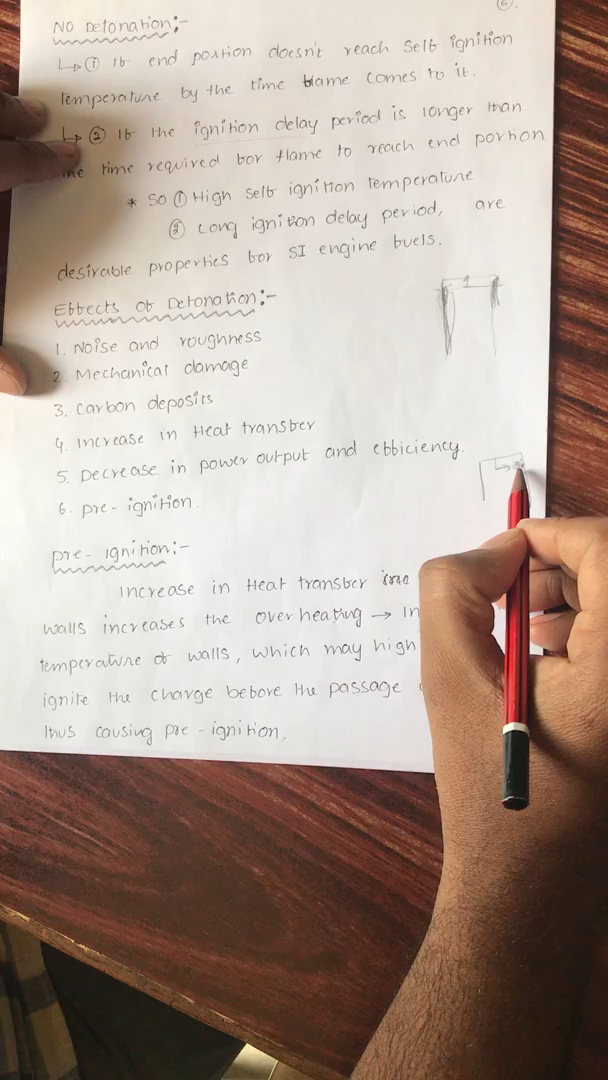 6.
No Detonation:-
↳ ① If end portion doesn't reach self ignition
temperature by the time flame comes to it.
↳ ② If the ignition delay period is longer than
the time required for flame to reach end portion
* So ① High self ignition temperature
② Long ignition delay period, are
desirable properties for SI engine fuels.
Effects of Detonation:-
1. Noise and roughness
2. Mechanical damage
3. Carbon deposits
4. Increase in Heat transfer
5. Decrease in power output and efficiency.
6. pre-ignition.
pre-ignition:-
Increase in Heat transfer
walls increases the overheating → In
temperature of walls, which may high
ignite the charge before the passage
thus causing pre-ignition.